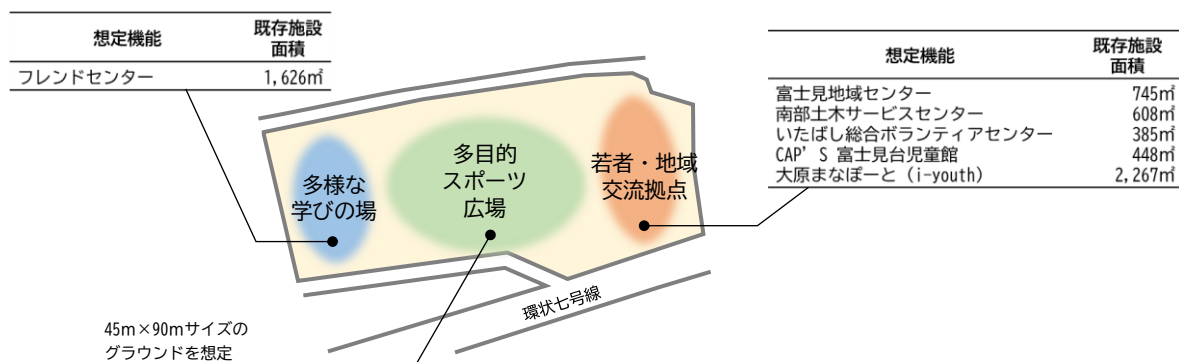 想定機能 既存施設
面積
フレンドセンター 1,626㎡
想定機能 既存施設
面積
富士見地域センター 745㎡
南部土木サービスセンター 608㎡
いたばし総合ボランティアセンター 385㎡
CAP'S 富士見台児童館 448㎡
大原まなぽーと（i-youth） 2,267㎡
多様な
学びの場
多目的
スポーツ
広場
若者・地域
交流拠点
環状七号線
45m×90mサイズの
グラウンドを想定